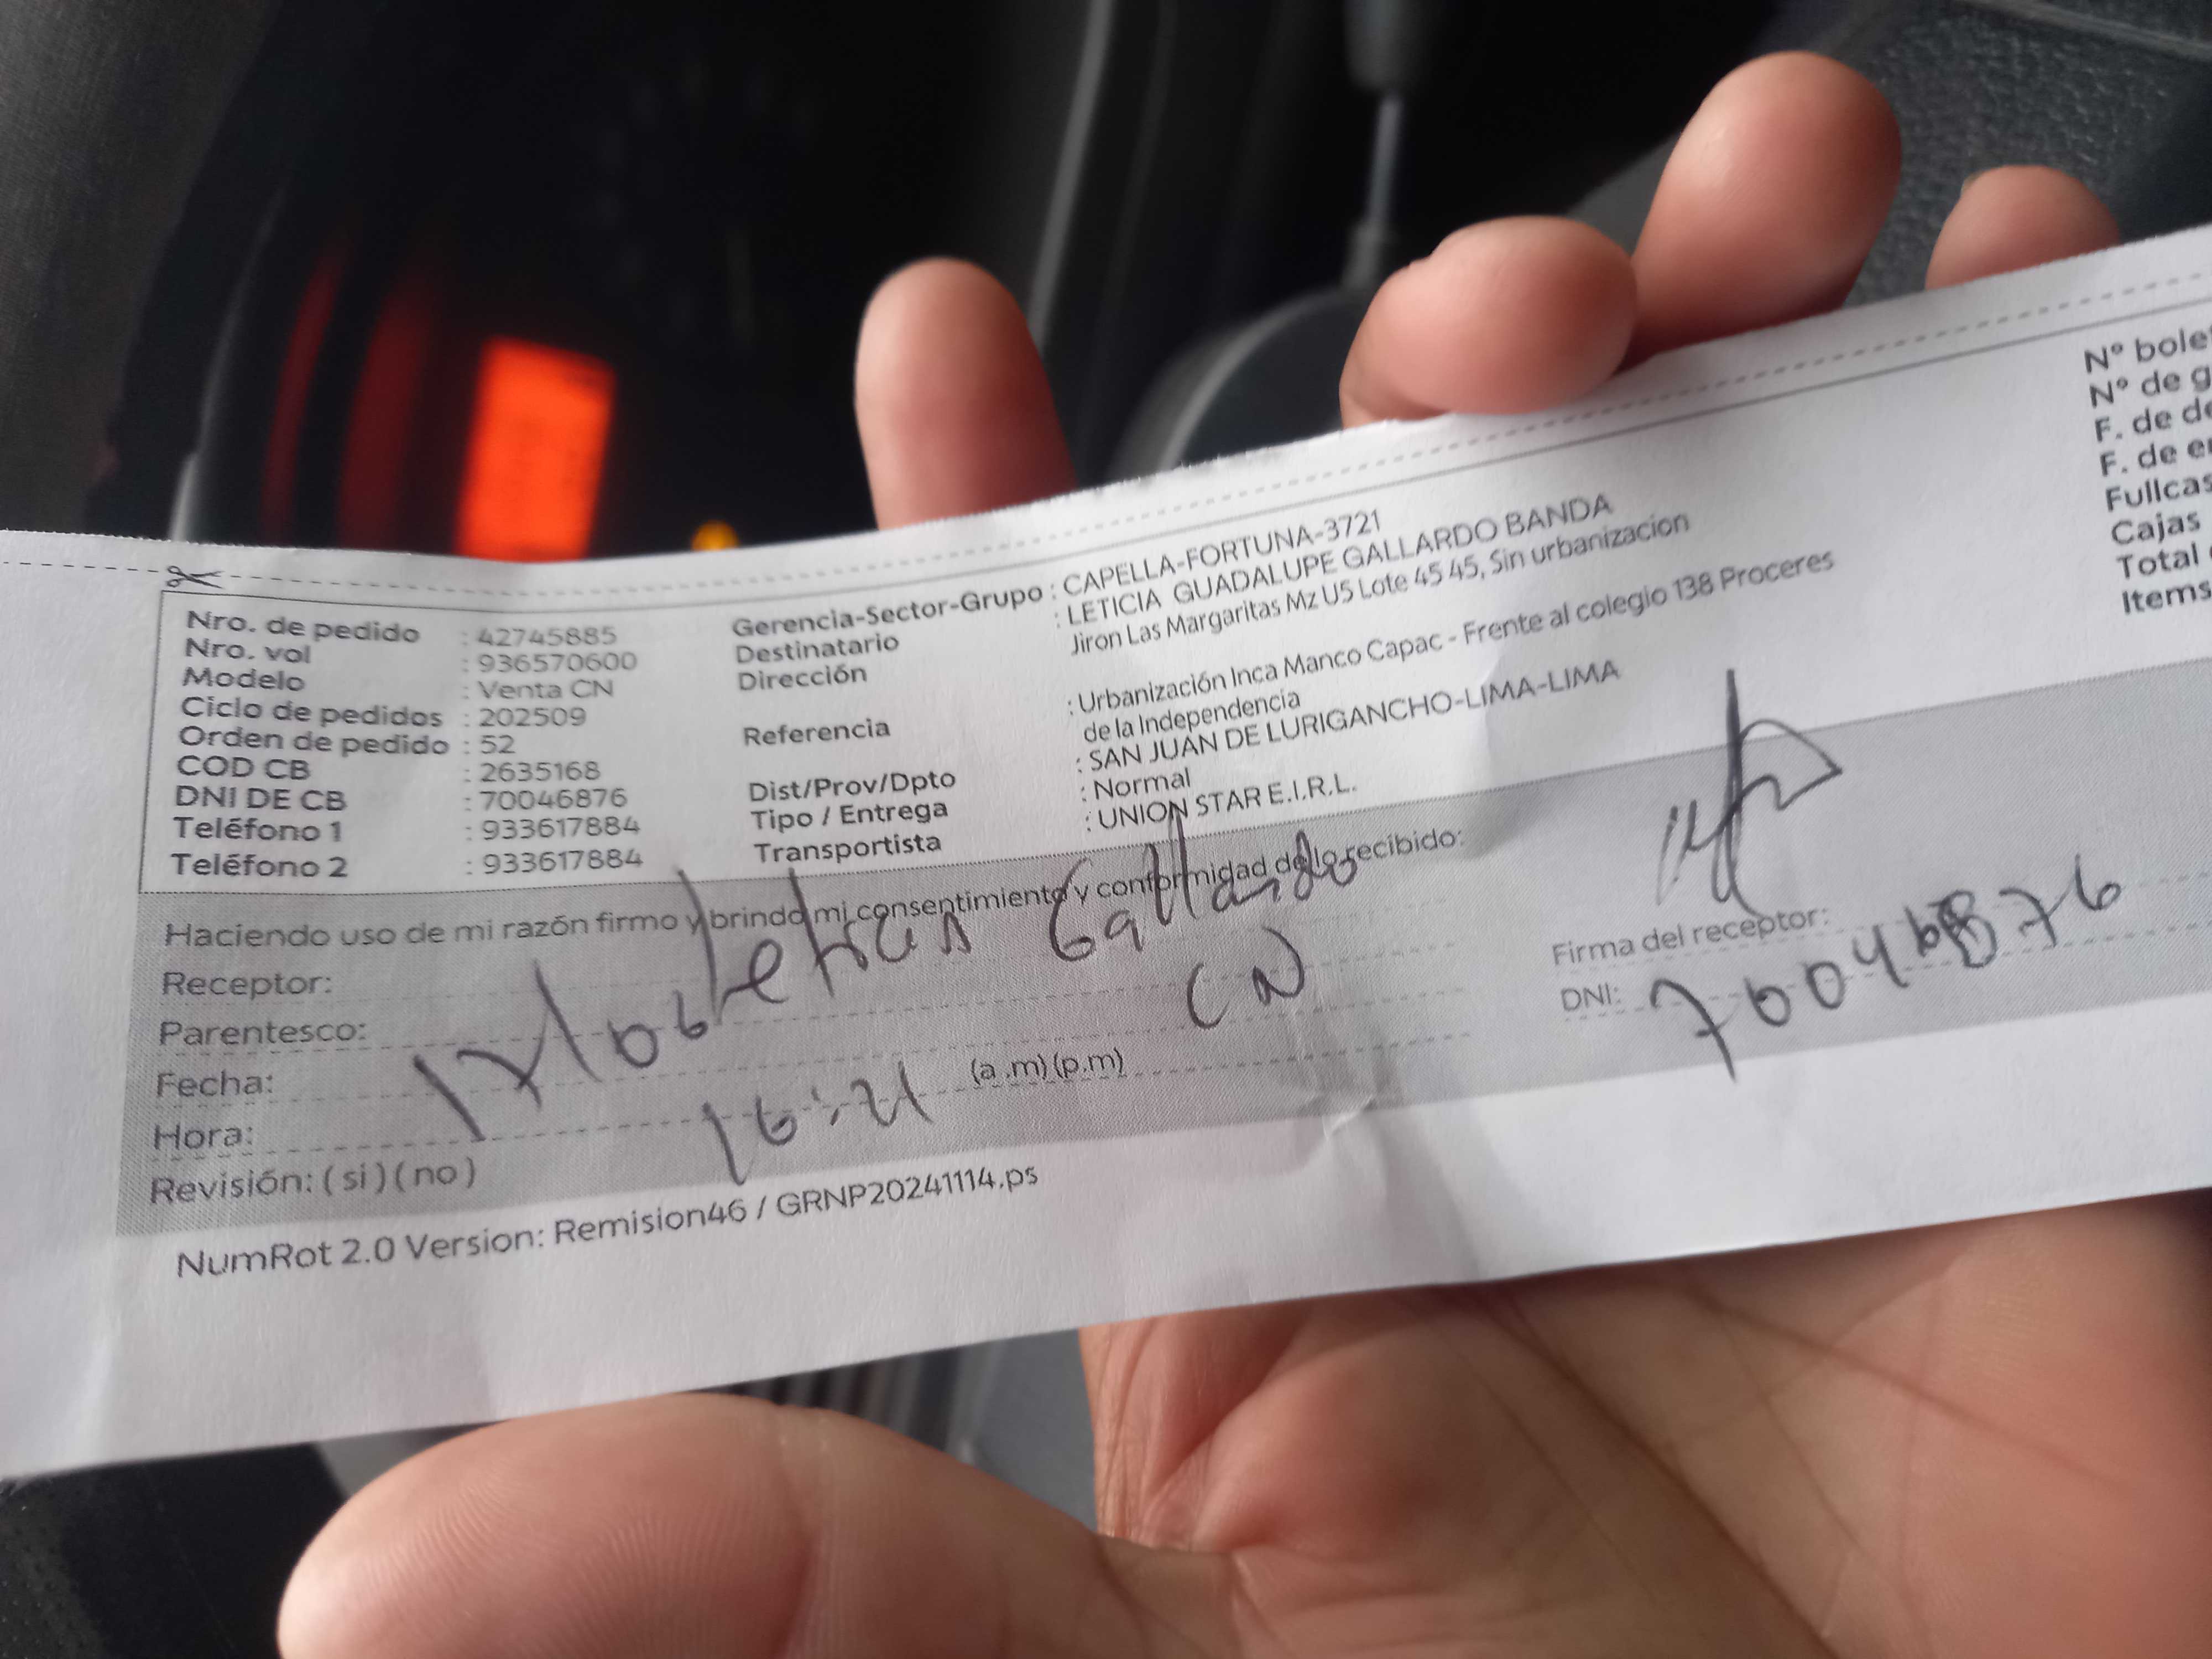 Nro. de pedido : 42745885
Nro. vol : 936570600
Modelo : Venta CN
Ciclo de pedidos : 202509
Orden de pedido : 52
COD CB : 2635168
DNI DE CB : 70046876
Teléfono 1 : 933617884
Teléfono 2 : 933617884
Gerencia-Sector-Grupo : CAPELLA-FORTUNA-3721
Destinatario : LETICIA GUADALUPE GALLARDO BANDA
Dirección Jiron Las Margaritas Mz U5 Lote 45 45, Sin urbanizacion
Referencia : Urbanización Inca Manco Capac - Frente al colegio 138 Proceres
de la Independencia
Dist/Prov/Dpto : SAN JUAN DE LURIGANCHO-LIMA-LIMA
Tipo / Entrega : Normal
Transportista : UNION STAR E.I.R.L.
N° bole
N° de g
F. de de
F. de e
Fullcas
Cajas
Total
Items
Haciendo uso de mi razón firmo y brindo mi consentimiento y conformidad de lo recibido:
Receptor: Gallardo
Parentesco: CN
Fecha: 17/06
Hora: 16:21 (a .m) (p.m)
Revisión: ( si ) ( no )
Firma del receptor:
DNI: 70046876
NumRot 2.0 Version: Remision46 / GRNP20241114.ps